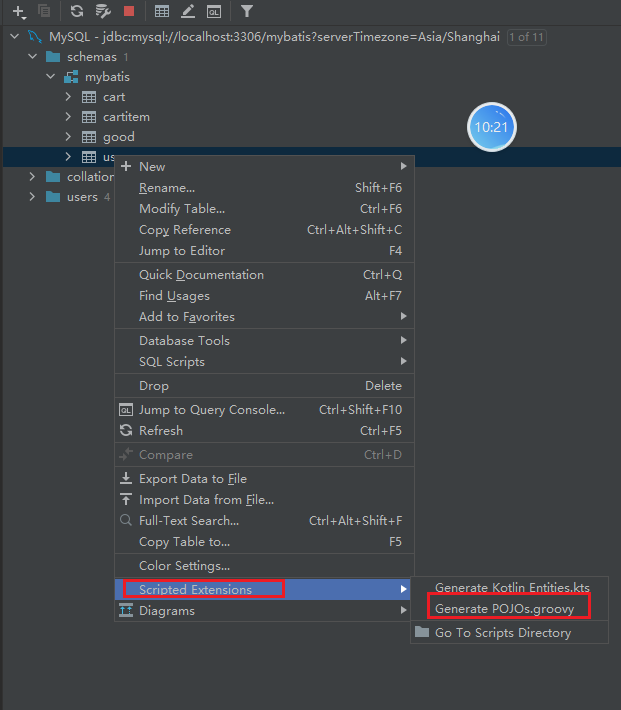 MySQL - jdbc:mysql://localhost:3306/mybatis?serverTimezone=Asia/Shanghai 1 of 11
schemas 1
mybatis
cart
cartitem
good
10:21
New
Rename... Shift+F6
Modify Table... Ctrl+F6
Copy Reference Ctrl+Alt+Shift+C
Jump to Editor F4
Quick Documentation Ctrl+Q
Find Usages Alt+F7
Add to Favorites
Database Tools
SQL Scripts
Drop Delete
QL Jump to Query Console... Ctrl+Shift+F10
Refresh Ctrl+F5
Compare Ctrl+D
Export Data to File
Import Data from File...
Full-Text Search... Ctrl+Alt+Shift+F
Copy Table to... F5
Color Settings...
Scripted Extensions
Diagrams
users 4
Generate Kotlin Entities.kts
Generate POJOs.groovy
Go To Scripts Directory